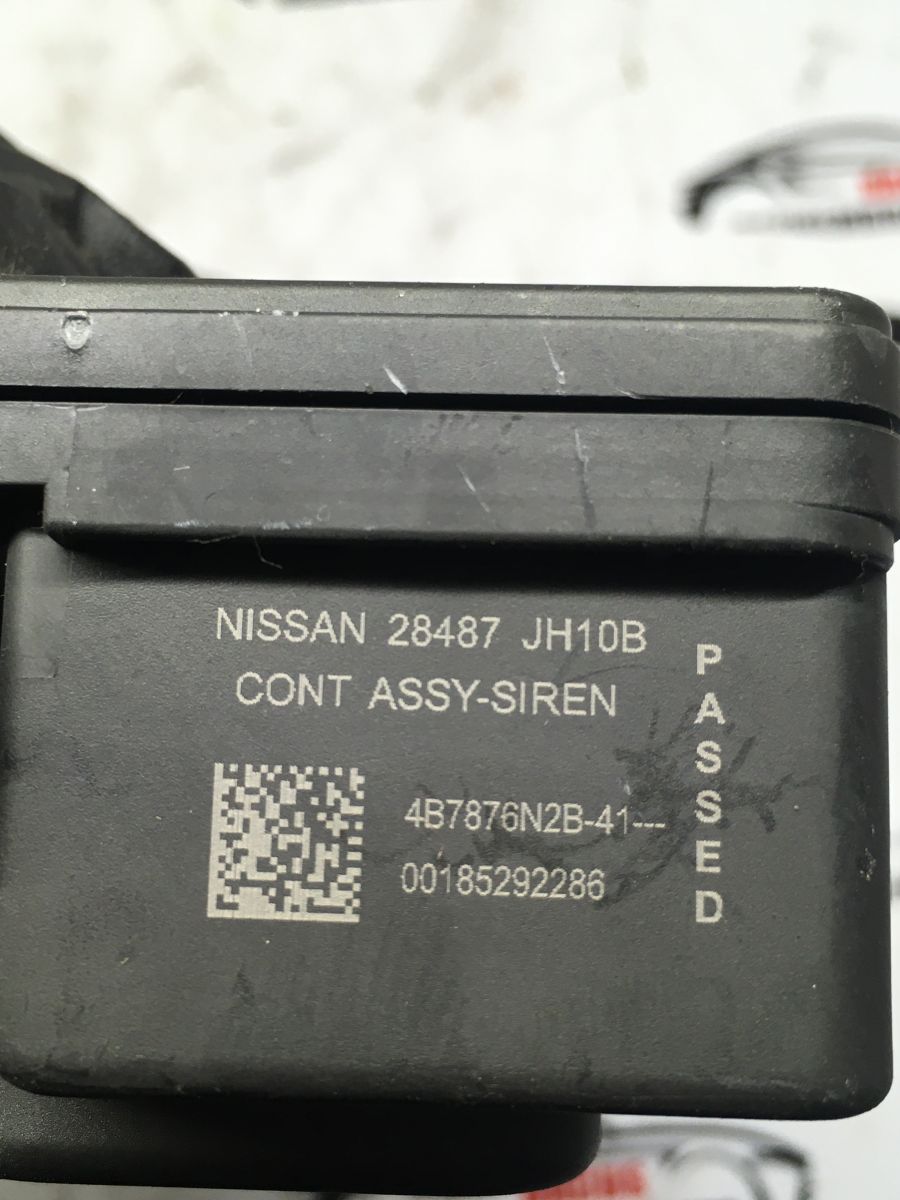 NISSAN 28487 JH10B
CONT ASSY-SIREN
4B7876N2B-41---
00185292286
PASSED